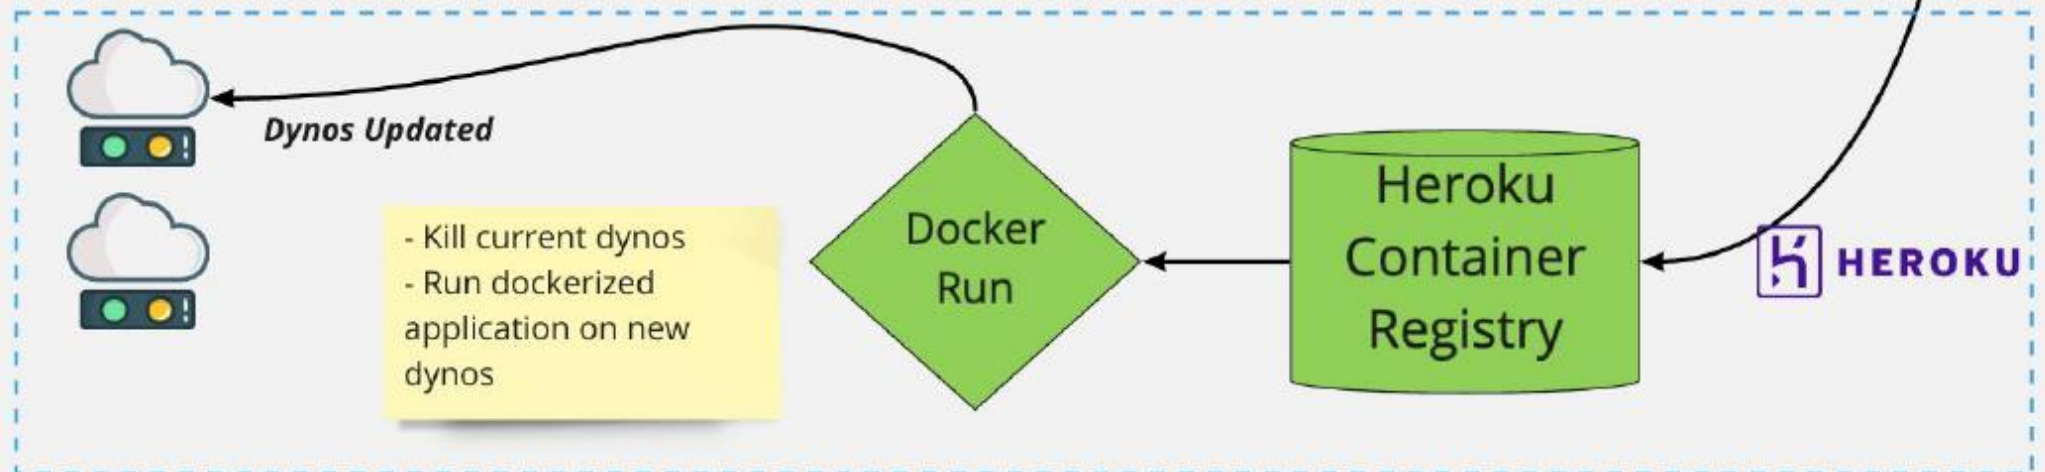 Dynos Updated
- Kill current dynos
- Run dockerized
application on new
dynos
Docker
Run
Heroku
Container
Registry
HEROKU